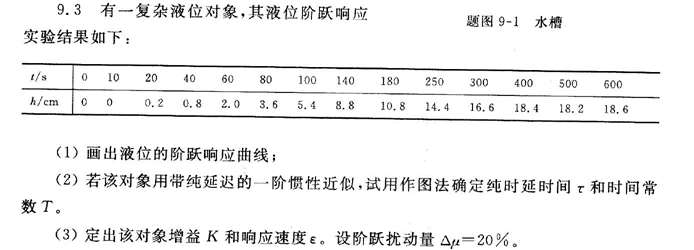 9.3 有一复杂液位对象,其液位阶跃响应
题图 9-1 水槽
实验结果如下:
t/s 0 10 20 40 60 80 100 140 180 250 300 400 500 600
h/cm 0 0 0.2 0.8 2.0 3.6 5.4 8.8 10.8 14.4 16.6 18.4 18.2 18.6
(1) 画出液位的阶跃响应曲线;
(2) 若该对象用带纯延迟的一阶惯性近似,试用作图法确定纯时延时间 τ 和时间常
数 T。
(3) 定出该对象增益 K 和响应速度 ε。设阶跃扰动量 Δμ=20%。